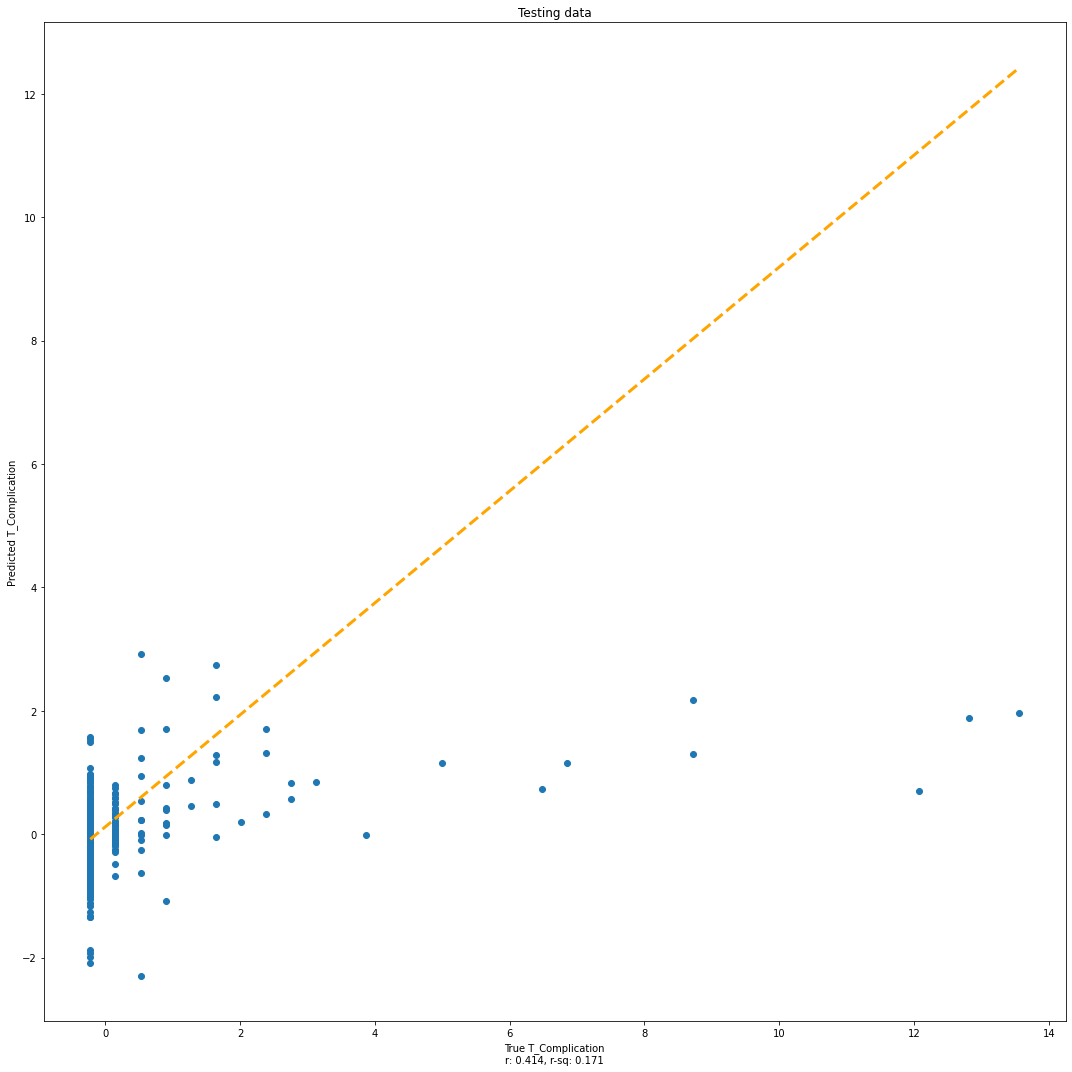 Testing data
Predicted T_Complication
12
10
8
6
4
2
0
−2
0 2 4 6 8 10 12 14
True T_Complication
r: 0.414, r-sq: 0.171